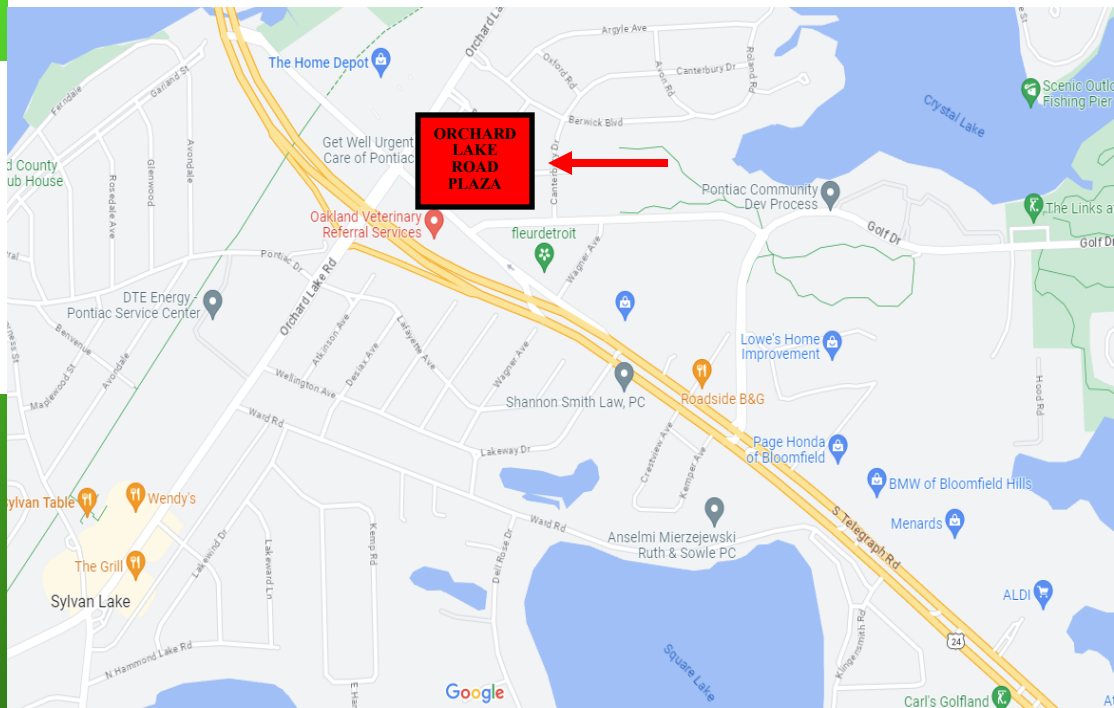 Orchard La
Argyle Ave
The Home Depot
Oxford Rd
Avon Rd
Roland Rd
Canterbury Dr
Scenic Outlo
Fishing Pier
Ferndale
Garland St
Crystal Lake
Berwick Blvd
ORCHARD
LAKE
ROAD
PLAZA
Get Well Urgent
Care of Pontiac
Avondale
Glenwood
Rosedale Ave
d County
ub House
Canterbury Dr
Pontiac Community
Dev Process
The Links a
Oakland Veterinary
Referral Services
fleurdetroit
Golf Dr
Golf D
Wagner Ave
Pontiac Dr
Orchard Lake Rd
DTE Energy -
Pontiac Service Center
Atkinson Ave
Desiax Ave
Lafayette Ave
Wagner Ave
Benvenue
Avondale
Maplewood St
Lowe's Home
Improvement
Wellington Ave
Shannon Smith Law, PC
Roadside B&G
Hood Rd
Ward Rd
Lakeway Dr
Crestview Ave
Kemper Ave
Page Honda
of Bloomfield
BMW of Bloomfield Hills
Sylvan Table
Wendy's
Menards
S Telegraph Rd
Ward Rd
Anselmi Mierzejewski
Ruth & Sowle PC
Kemp Rd
Lakewind Dr
Lakeward Ln
Dell Rose Dr
The Grill
Sylvan Lake
ALDI
24
Klingensmith Rd
N Hammond Lake Rd
Square Lake
E Ha
Google
Carl's Golfland